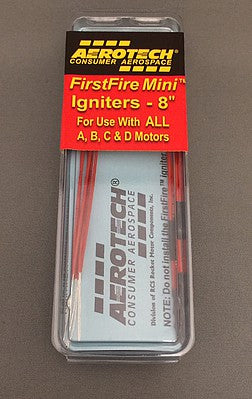 AEROTECH
CONSUMER AEROSPACE
FirstFire Mini™
Igniters - 8"
For Use With ALL
A, B, C & D Motors
AEROTECH®
CONSUMER AEROSPACE
Division of RCS Rocket Motor Components, Inc.
NOTE: Do not install the FirstFire™ igniter